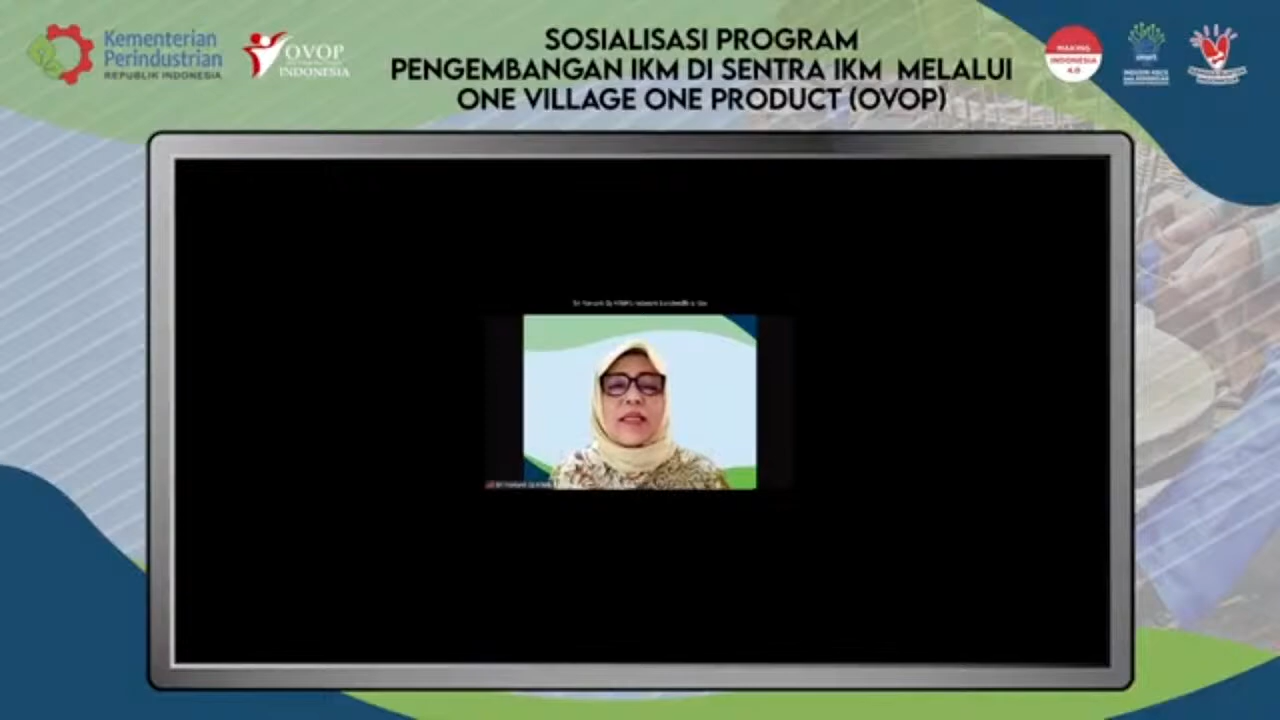 Kementerian
Perindustrian
REPUBLIK INDONESIA
OVOP
INDONESIA
SOSIALISASI PROGRAM
PENGEMBANGAN IKM DI SENTRA IKM MELALUI
ONE VILLAGE ONE PRODUCT (OVOP)
MAKING
INDONESIA
4.0